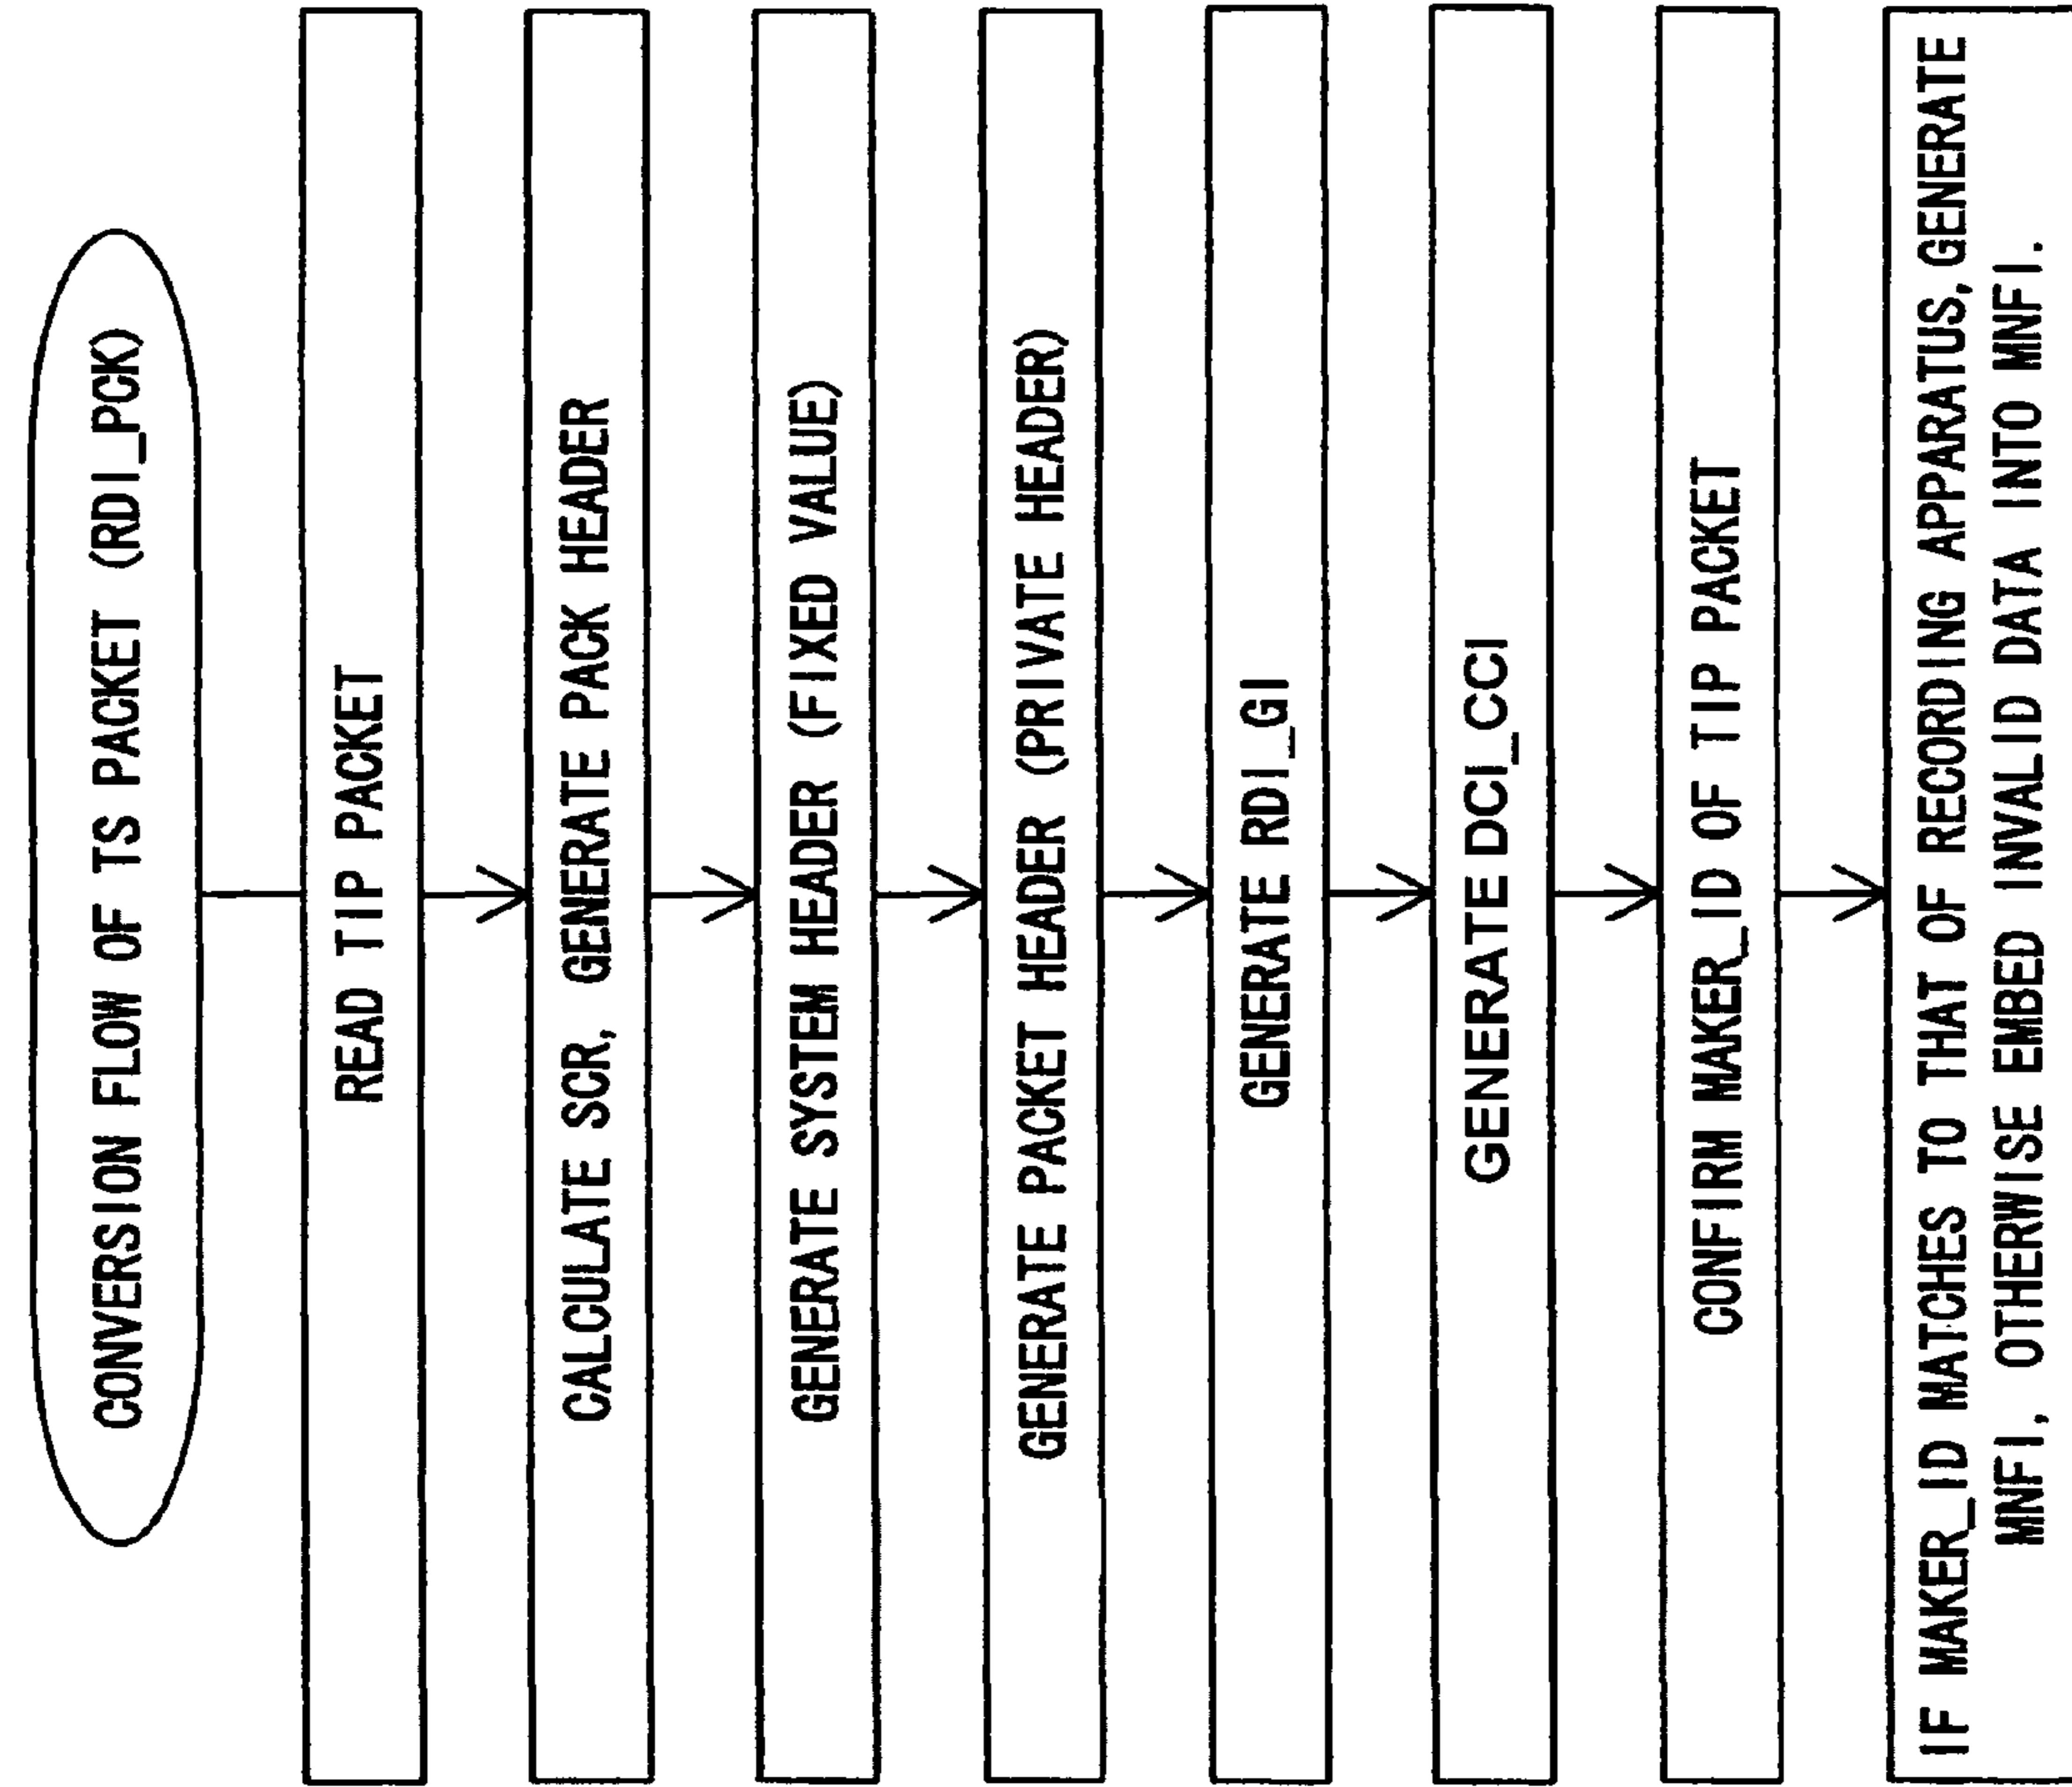 CONVERSION FLOW OF TS PACKET (RDI_PCK)
READ TIP PACKET
CALCULATE SCR, GENERATE PACK HEADER
GENERATE SYSTEM HEADER (FIXED VALUE)
GENERATE PACKET HEADER (PRIVATE HEADER)
GENERATE RDI_GI
GENERATE DCI_CCI
CONFIRM MAKER_ID OF TIP PACKET
IF MAKER_ID MATCHES TO THAT OF RECORDING APPARATUS, GENERATE
MNFI, OTHERWISE EMBED INVALID DATA INTO MNFI.